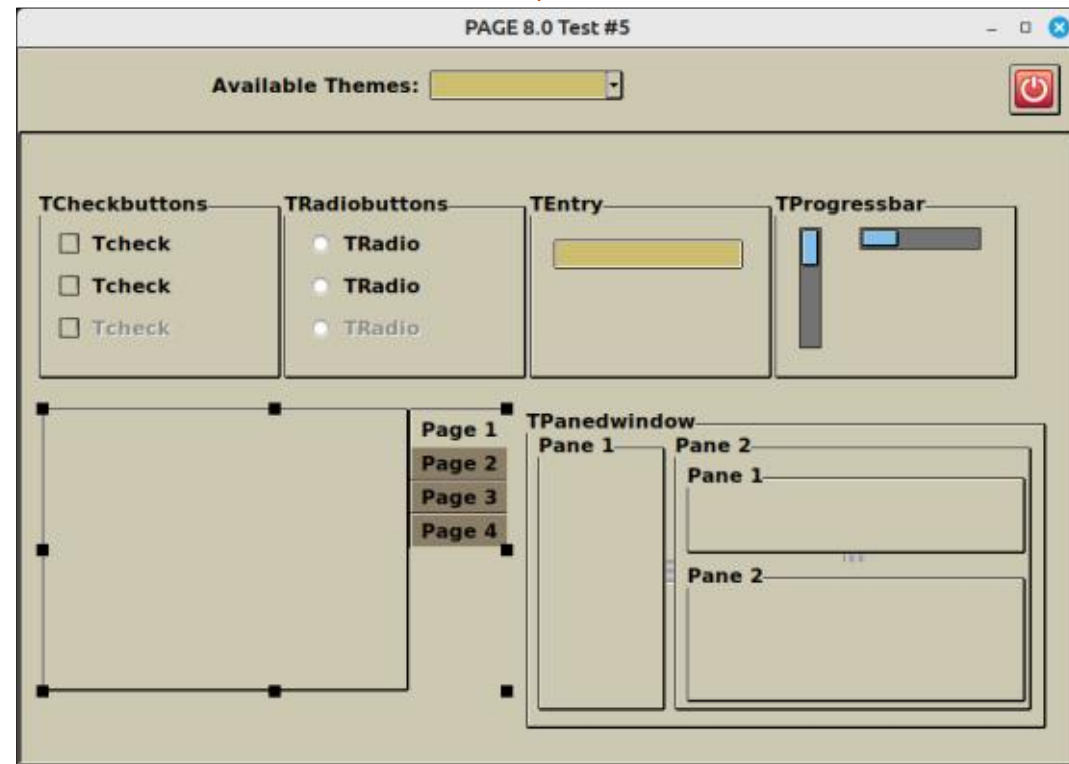 PAGE 8.0 Test #5
Available Themes:
TCheckbuttons
Tcheck
Tcheck
Tcheck
TRadiobuttons
TRadio
TRadio
TRadio
TEntry
TProgressbar
Page 1
Page 2
Page 3
Page 4
TPanedwindow
Pane 1
Pane 2
Pane 1
Pane 2